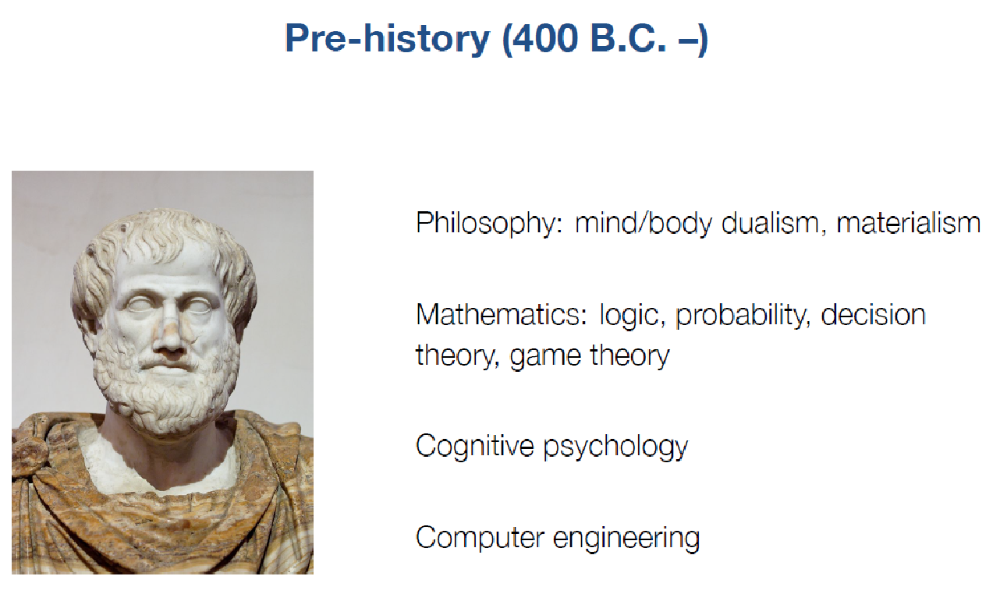 Pre-history (400 B.C. –)
Philosophy: mind/body dualism, materialism
Mathematics: logic, probability, decision
theory, game theory
Cognitive psychology
Computer engineering